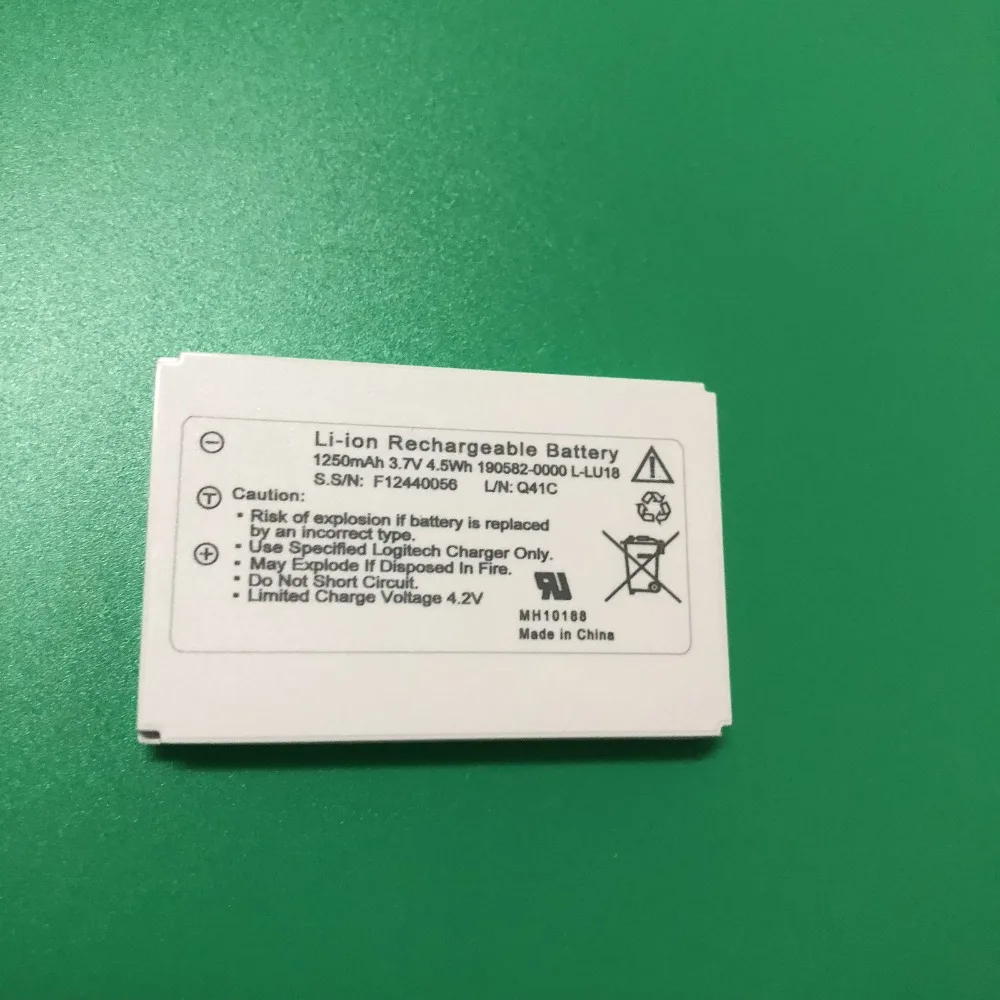 Li-ion Rechargeable Battery
1250mAh 3.7V 4.5Wh 190582-0000 L-LU18
S.S/N: F12440056 L/N: Q41C
T
Caution:
• Risk of explosion if battery is replaced
by an incorrect type.
• Use Specified Logitech Charger Only.
• May Explode If Disposed In Fire.
• Do Not Short Circuit.
• Limited Charge Voltage 4.2V
MH10188
Made in China